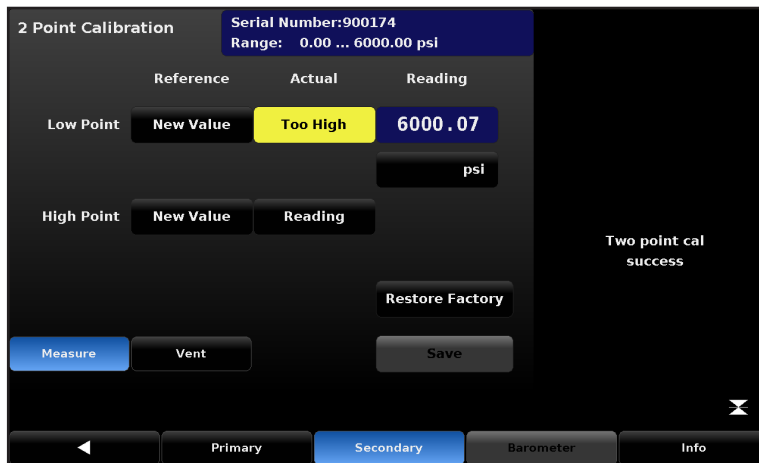 2 Point Calibration
Serial Number:900174
Range: 0.00 ... 6000.00 psi
Reference Actual Reading
Low Point New Value Too High 6000.07
psi
High Point New Value Reading
Two point cal
success
Restore Factory
Measure Vent Save
Primary Secondary Barometer Info